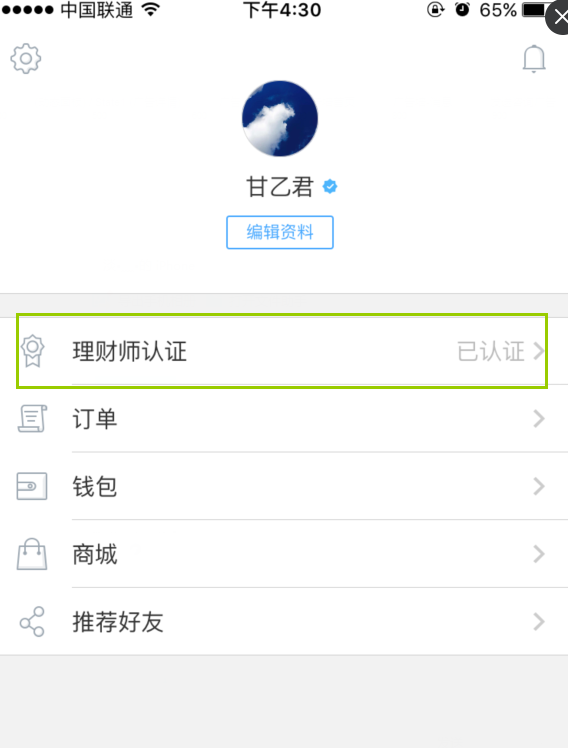 中国联通 下午4:30 65%
甘乙君
编辑资料
理财师认证 已认证
订单
钱包
商城
推荐好友